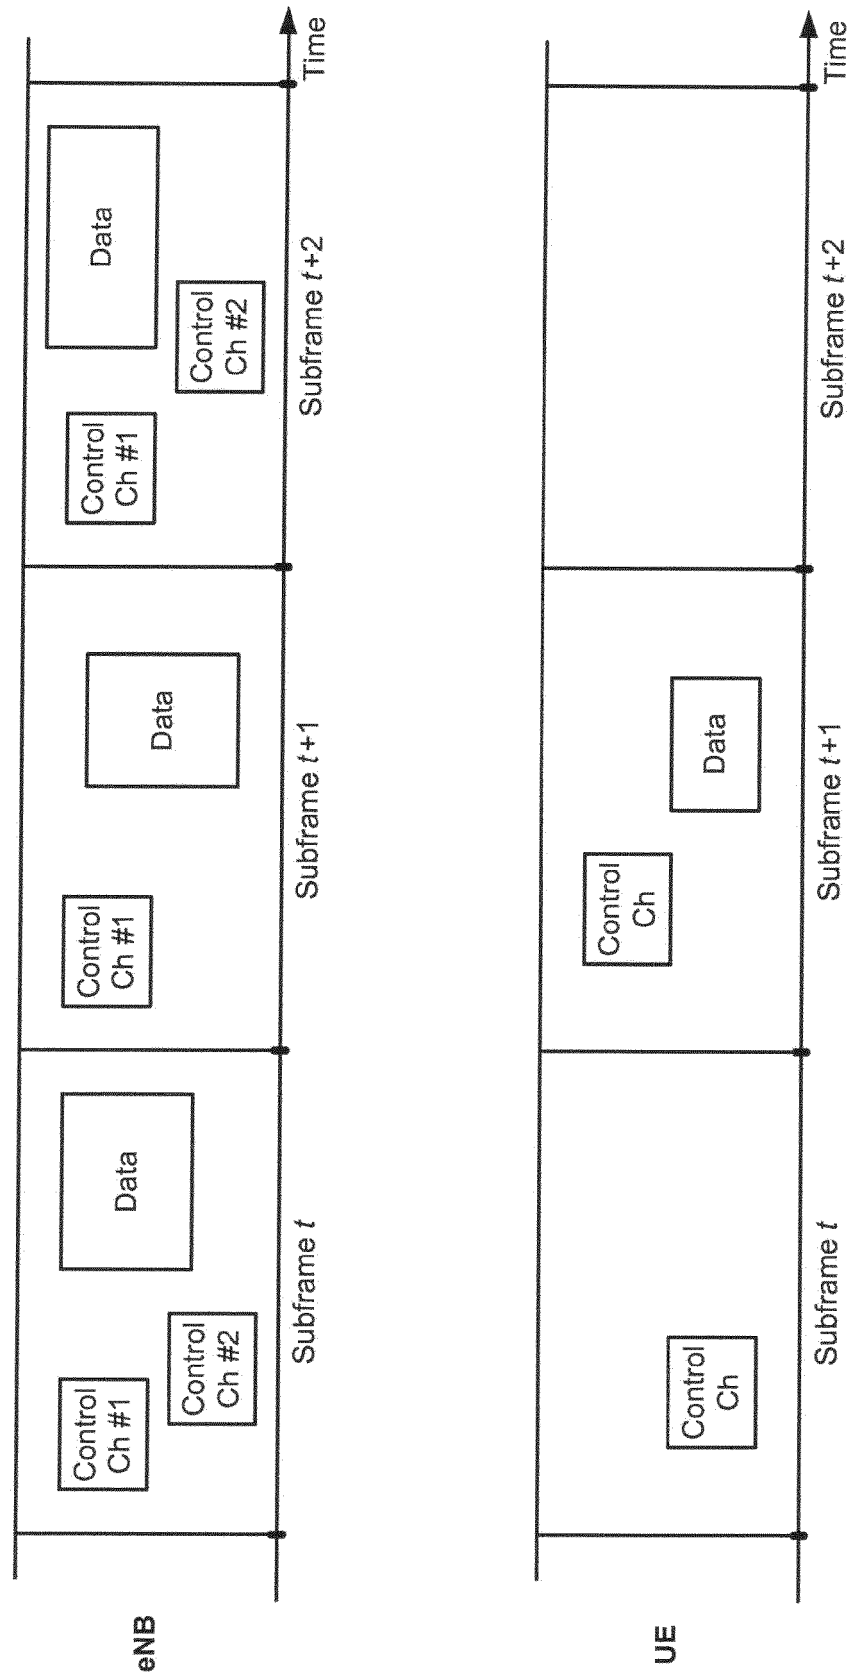 eNB
Control
Ch #1
Control
Ch #2
Data
Control
Ch #1
Data
Control
Ch #1
Control
Ch #2
Data
Subframe t
Subframe t+1
Subframe t+2
Time
UE
Control
Ch
Control
Ch
Data
Subframe t
Subframe t+1
Subframe t+2
Time